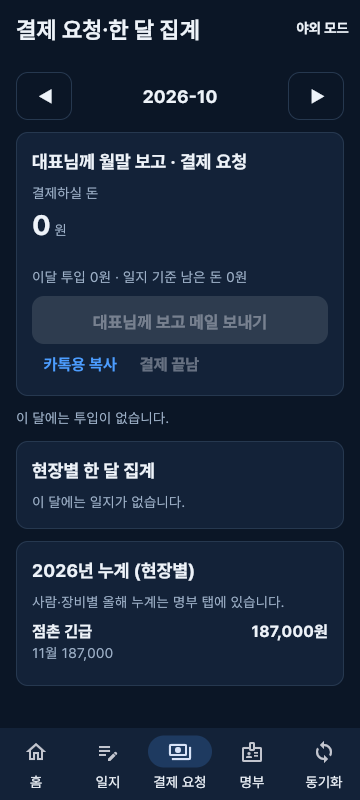 결제 요청·한 달 집계
야외 모드
◀ 2026-10 ▶
대표님께 월말 보고 · 결제 요청
결제하실 돈
0 원
이달 투입 0원 · 일지 기준 남은 돈 0원
대표님께 보고 메일 보내기
카톡용 복사 결제 끝남
이 달에는 투입이 없습니다.
현장별 한 달 집계
이 달에는 일지가 없습니다.
2026년 누계 (현장별)
사람·장비별 올해 누계는 명부 탭에 있습니다.
점촌 긴급 187,000원
11월 187,000
홈 일지 결제 요청 명부 동기화